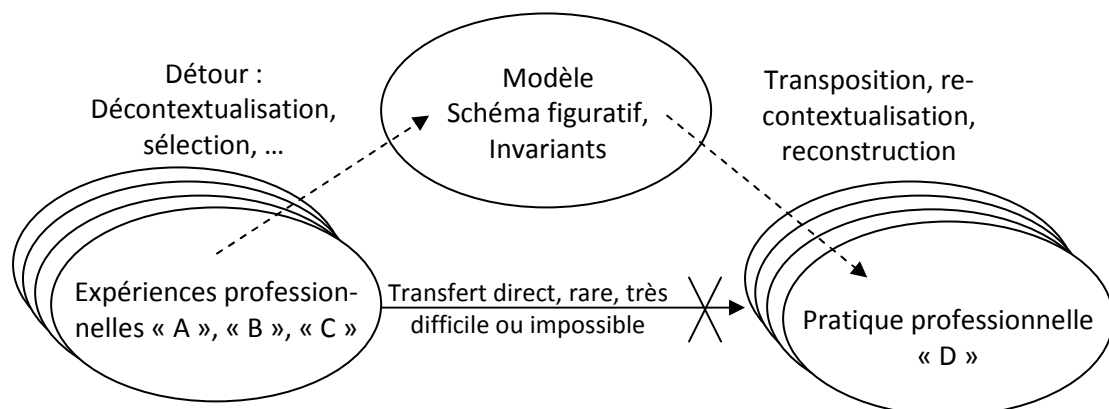 Détour :
Décontextualisation,
sélection, …
Modèle
Schéma figuratif,
Invariants
Transposition, re-
contextualisation,
reconstruction
Expériences profession-
nelles « A », « B », « C »
Transfert direct, rare, très
difficile ou impossible
Pratique professionnelle
« D »